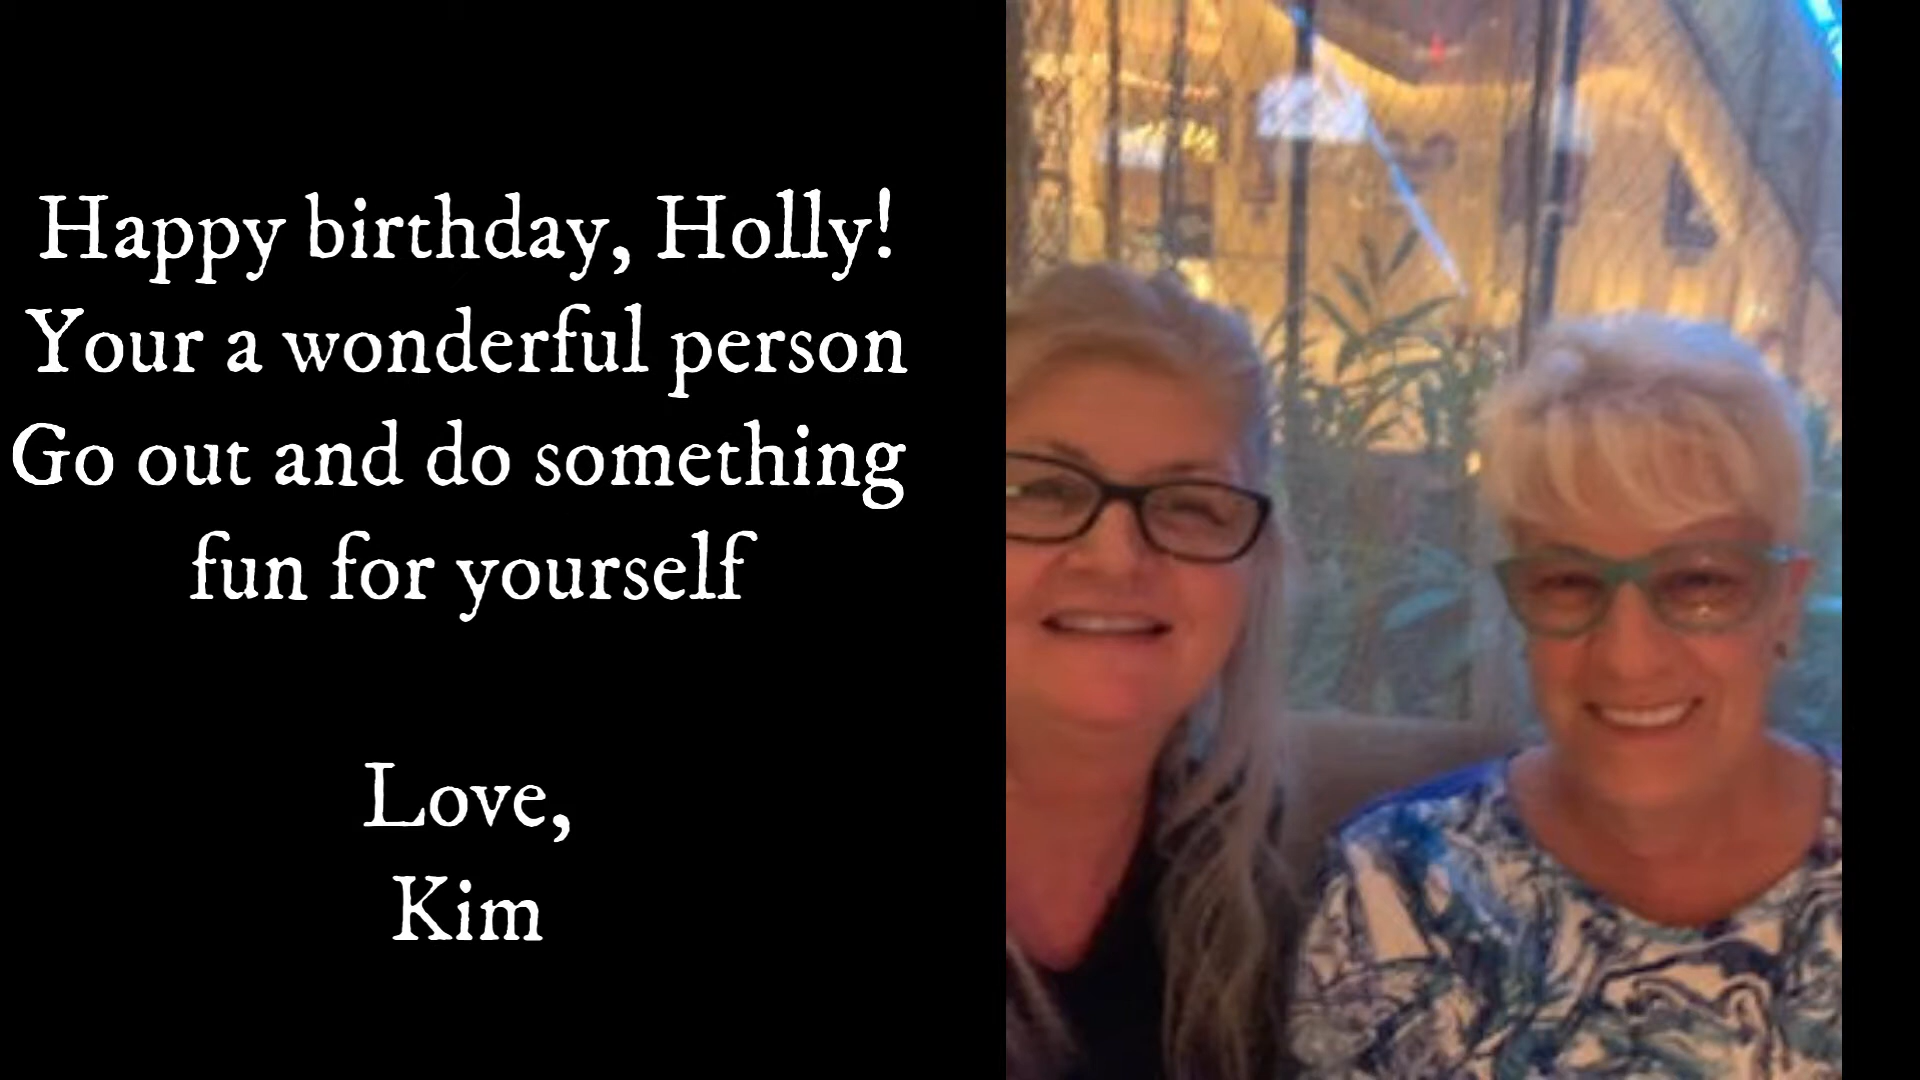 Happy birthday, Holly!
Your a wonderful person
Go out and do something
fun for yourself
Love,
Kim